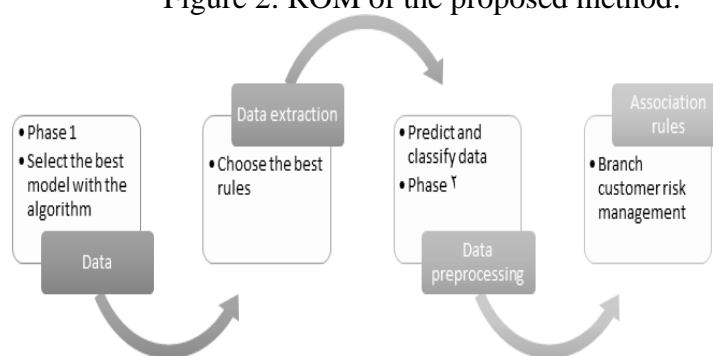 Figure 2. ROM of the proposed method.
• Phase 1
• Select the best
model with the
algorithm
Data
Data extraction
• Choose the best
rules
• Predict and
classify data
• Phase ٢
Data
preprocessing
Association
rules
• Branch
customer risk
management